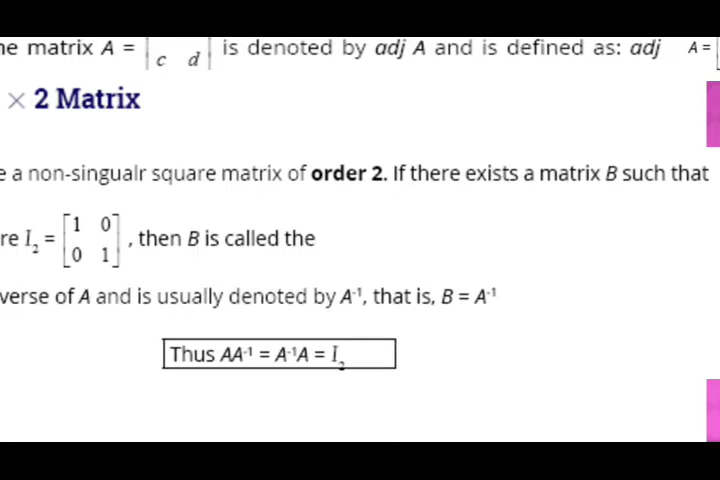 he matrix A = | c d | is denoted by adj A and is defined as: adj A = [
× 2 Matrix
e a non-singualr square matrix of order 2. If there exists a matrix B such that
re I₂ = [1 0
0 1] , then B is called the
verse of A and is usually denoted by A⁻¹, that is, B = A⁻¹
Thus AA⁻¹ = A⁻¹A = I₂